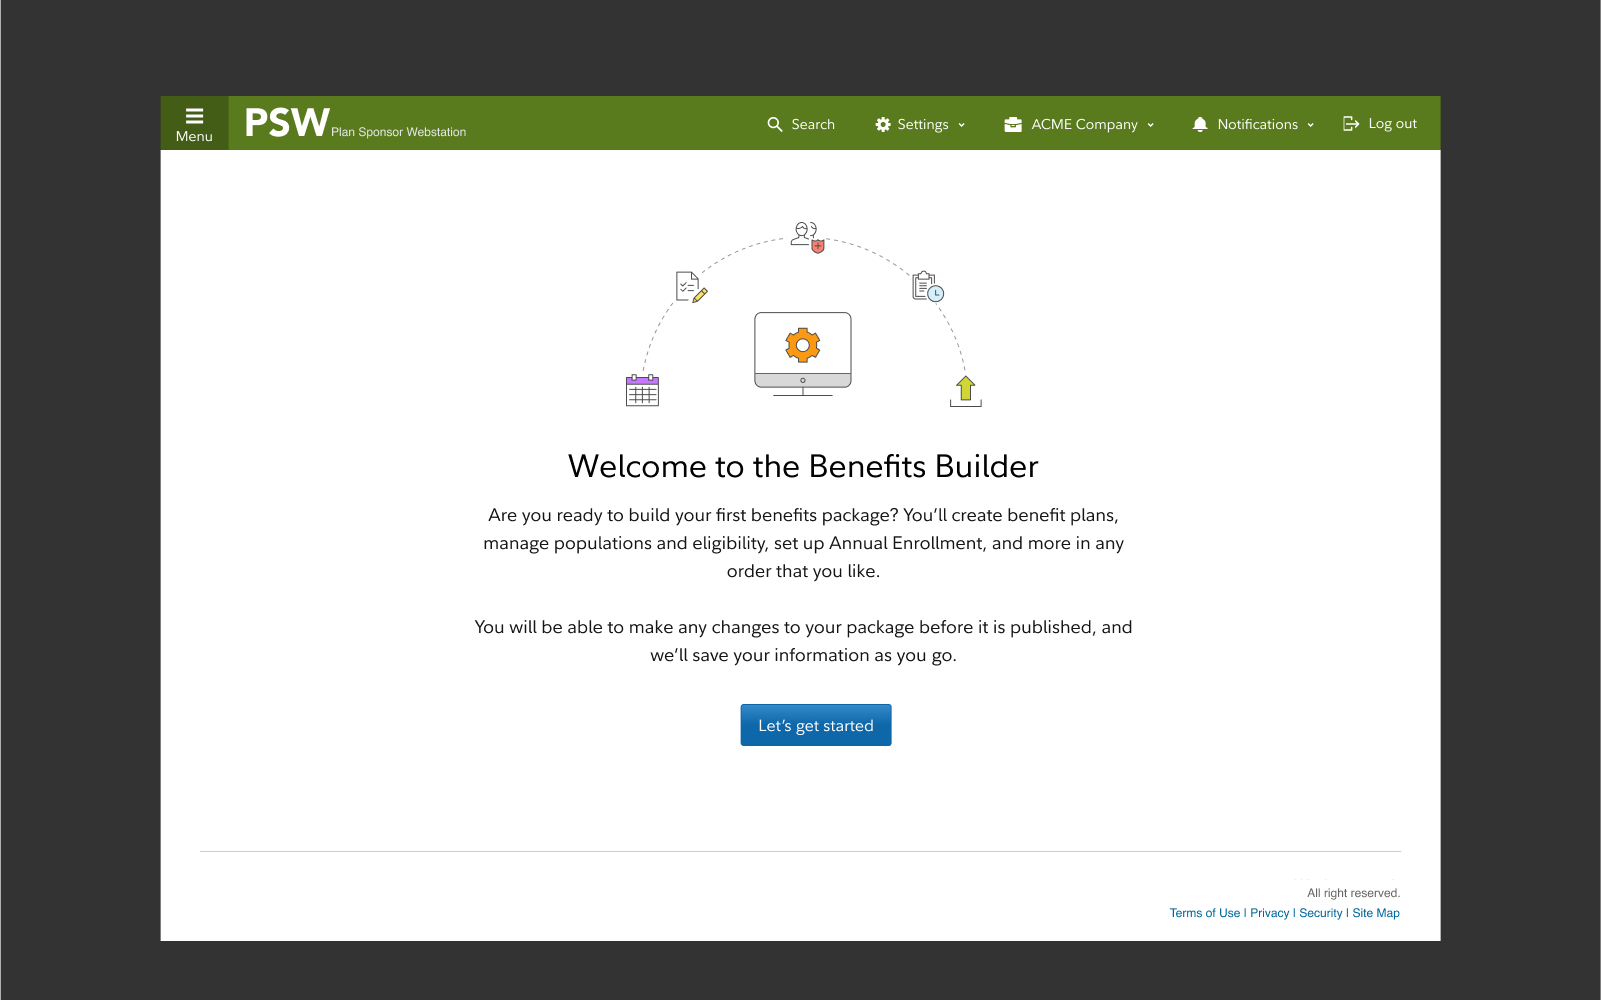 Menu
PSW Plan Sponsor Webstation
Search
Settings
ACME Company
Notifications
Log out
Welcome to the Benefits Builder
Are you ready to build your first benefits package? You’ll create benefit plans,
manage populations and eligibility, set up Annual Enrollment, and more in any
order that you like.
You will be able to make any changes to your package before it is published, and
we’ll save your information as you go.
Let’s get started
All right reserved.
Terms of Use | Privacy | Security | Site Map